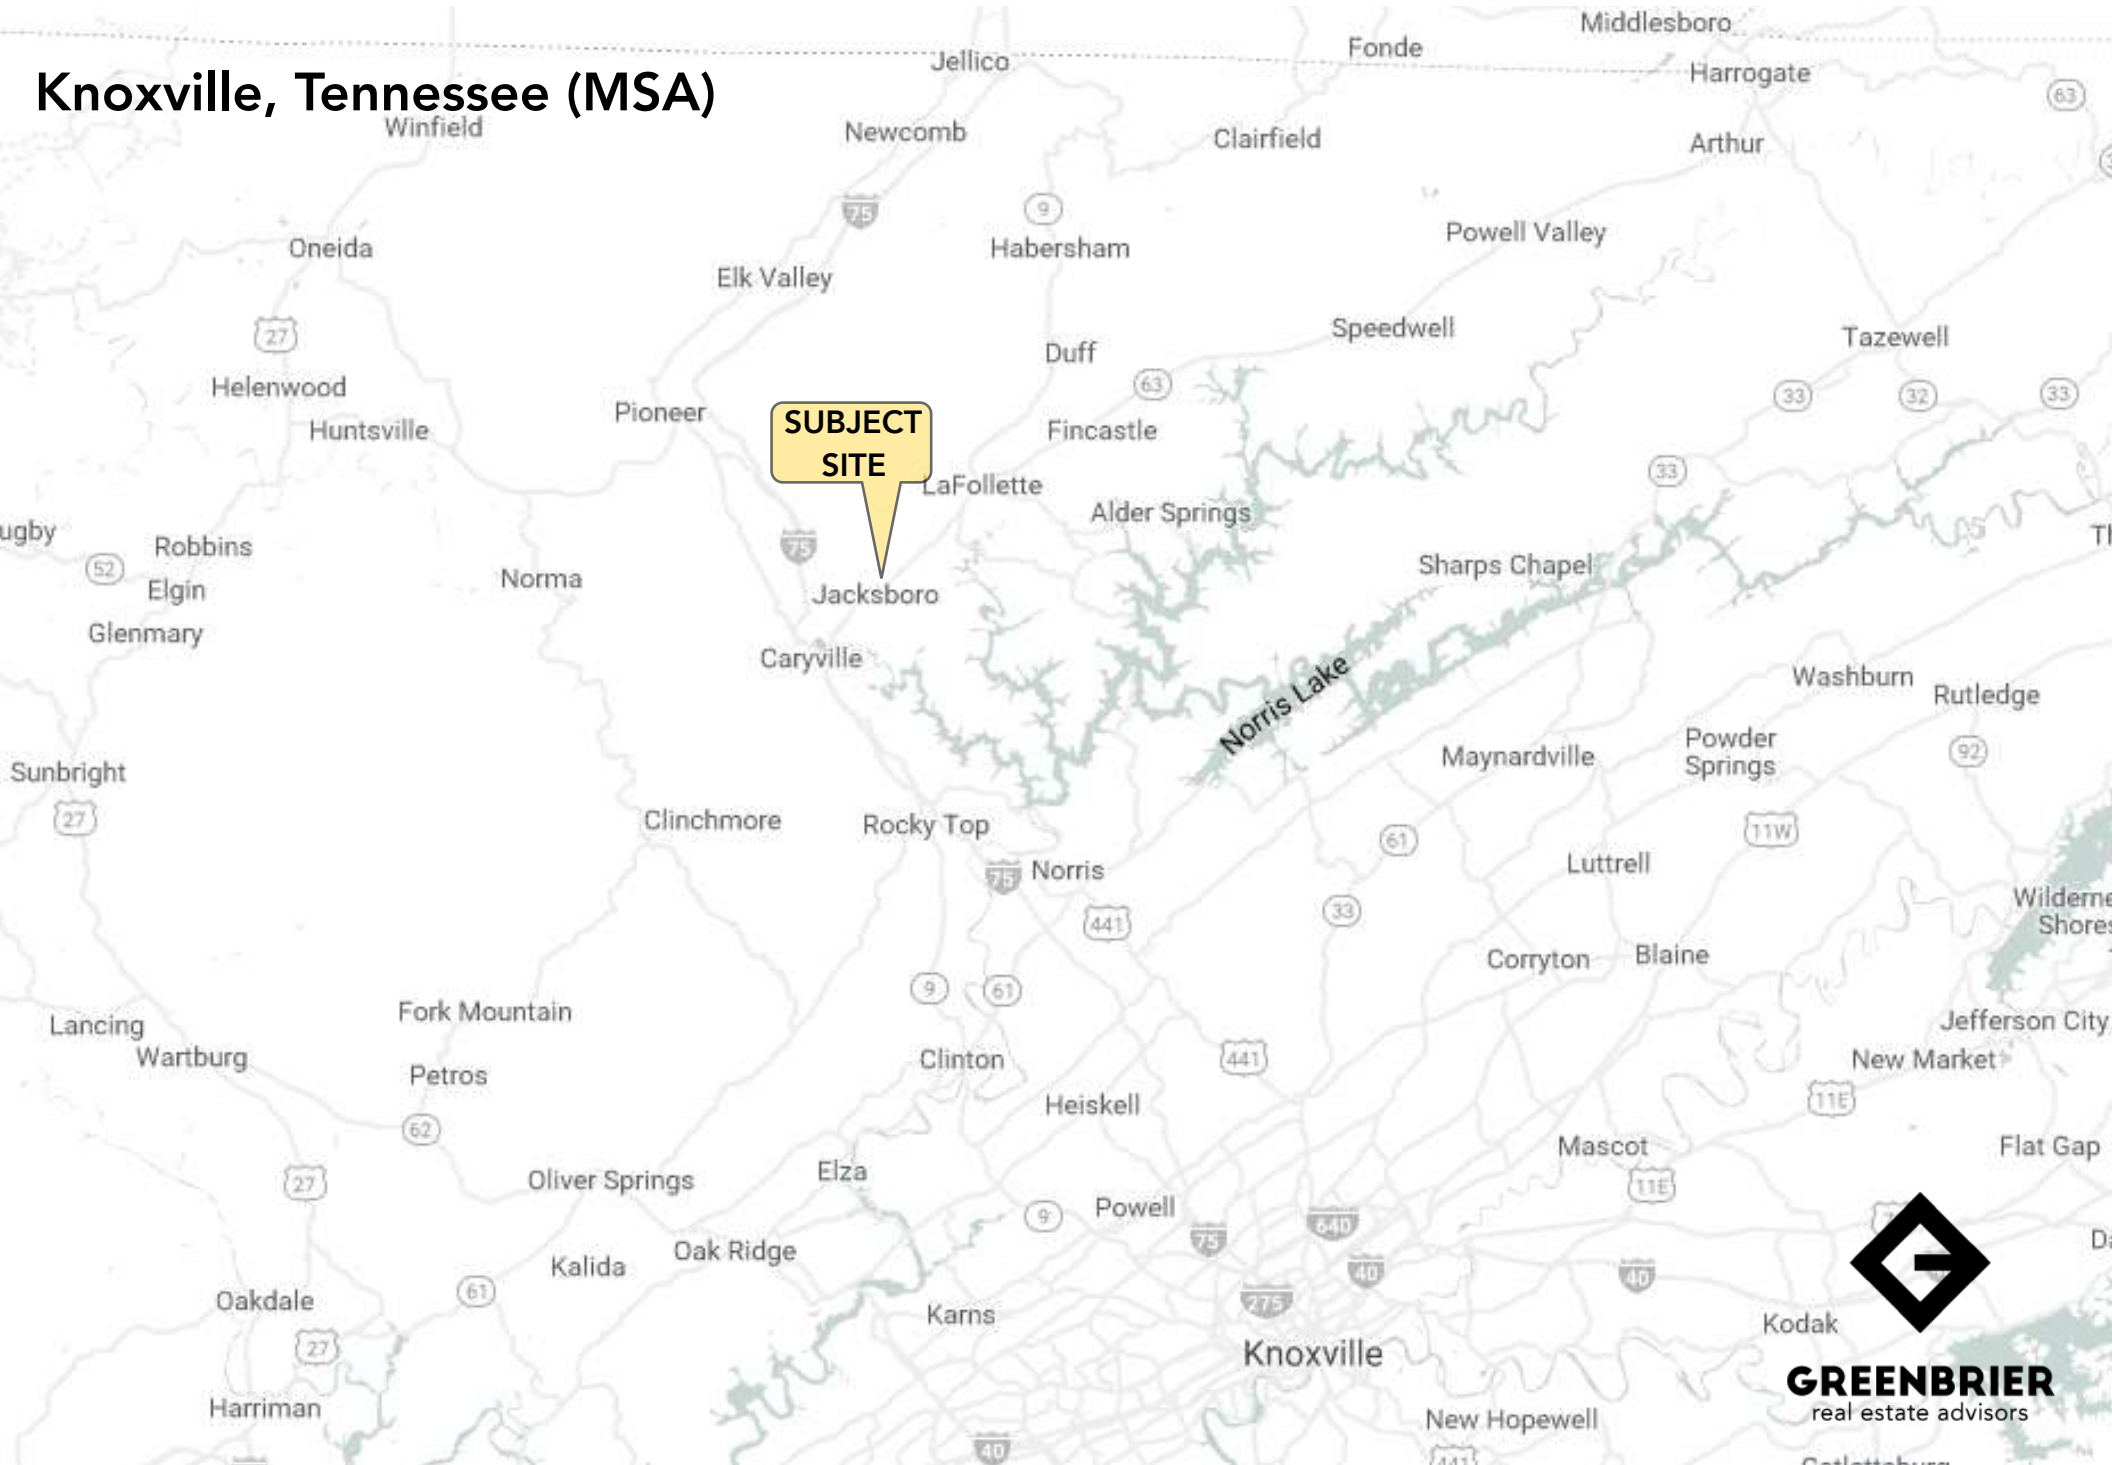 Middlesboro
Fonde
Jellico
Harrogate
Knoxville, Tennessee (MSA)
63
Winfield
Newcomb
Clairfield
Arthur
75
9
Oneida
Habersham
Powell Valley
Elk Valley
27
Speedwell
Tazewell
Duff
Helenwood
63
33
32
33
Pioneer
SUBJECT
SITE
Huntsville
Fincastle
33
LaFollette
Alder Springs
ugby
Robbins
75
52
Norma
Sharps Chapel
Elgin
Jacksboro
Glenmary
Caryville
Norris Lake
Washburn
Rutledge
Powder
Springs
Maynardville
92
Sunbright
27
Clinchmore
Rocky Top
11W
61
Luttrell
75
Norris
33
441
Wilderne
Shores
Corryton
Blaine
9
61
Fork Mountain
Lancing
Jefferson City
Wartburg
Clinton
441
New Market
Petros
11E
Heiskell
62
Mascot
Flat Gap
Oliver Springs
Elza
27
11E
9
Powell
75
640
Oak Ridge
Kalida
40
40
61
Oakdale
275
Karns
Kodak
27
Knoxville
GREENBRIER
real estate advisors
Harriman
New Hopewell
40
441